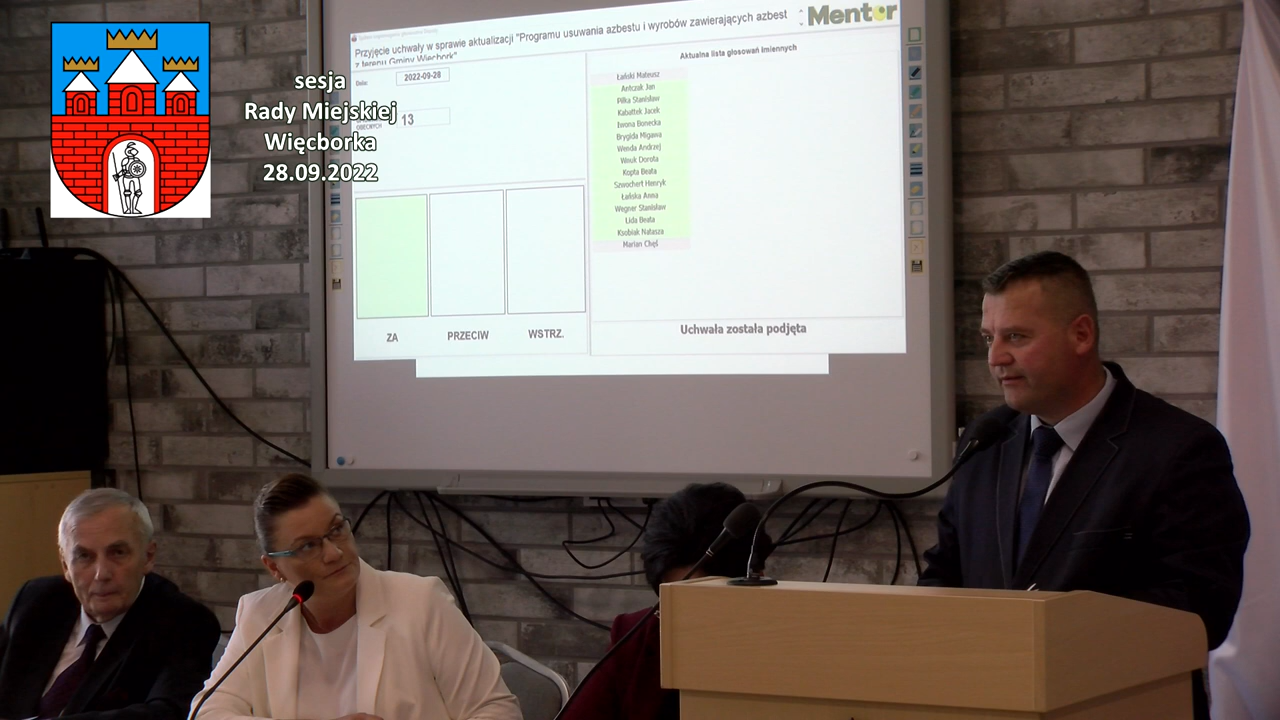 sesja
Rady Miejskiej
Więcborka
28.09.2022
Mentor
Przyjęcie uchwały w sprawie aktualizacji "Programu usuwania azbestu i wyrobów zawierających azbest
z terenu Gminy Więcbork"
Data:
2022-09-28
OBECNYCH
13
Aktualna lista głosowań imiennych
Łański Mateusz
Antczak Jan
Piłka Stanisław
Kabattek Jacek
Iwona Bonecka
Brygida Migawa
Wenda Andrzej
Wouk Dorota
Kopta Beata
Szwochert Henryk
Łańska Anna
Wegner Stanisław
Lida Beata
Ksobiak Natasza
Marian Chęś
ZA
PRZECIW
WSTRZ.
Uchwała została podjęta